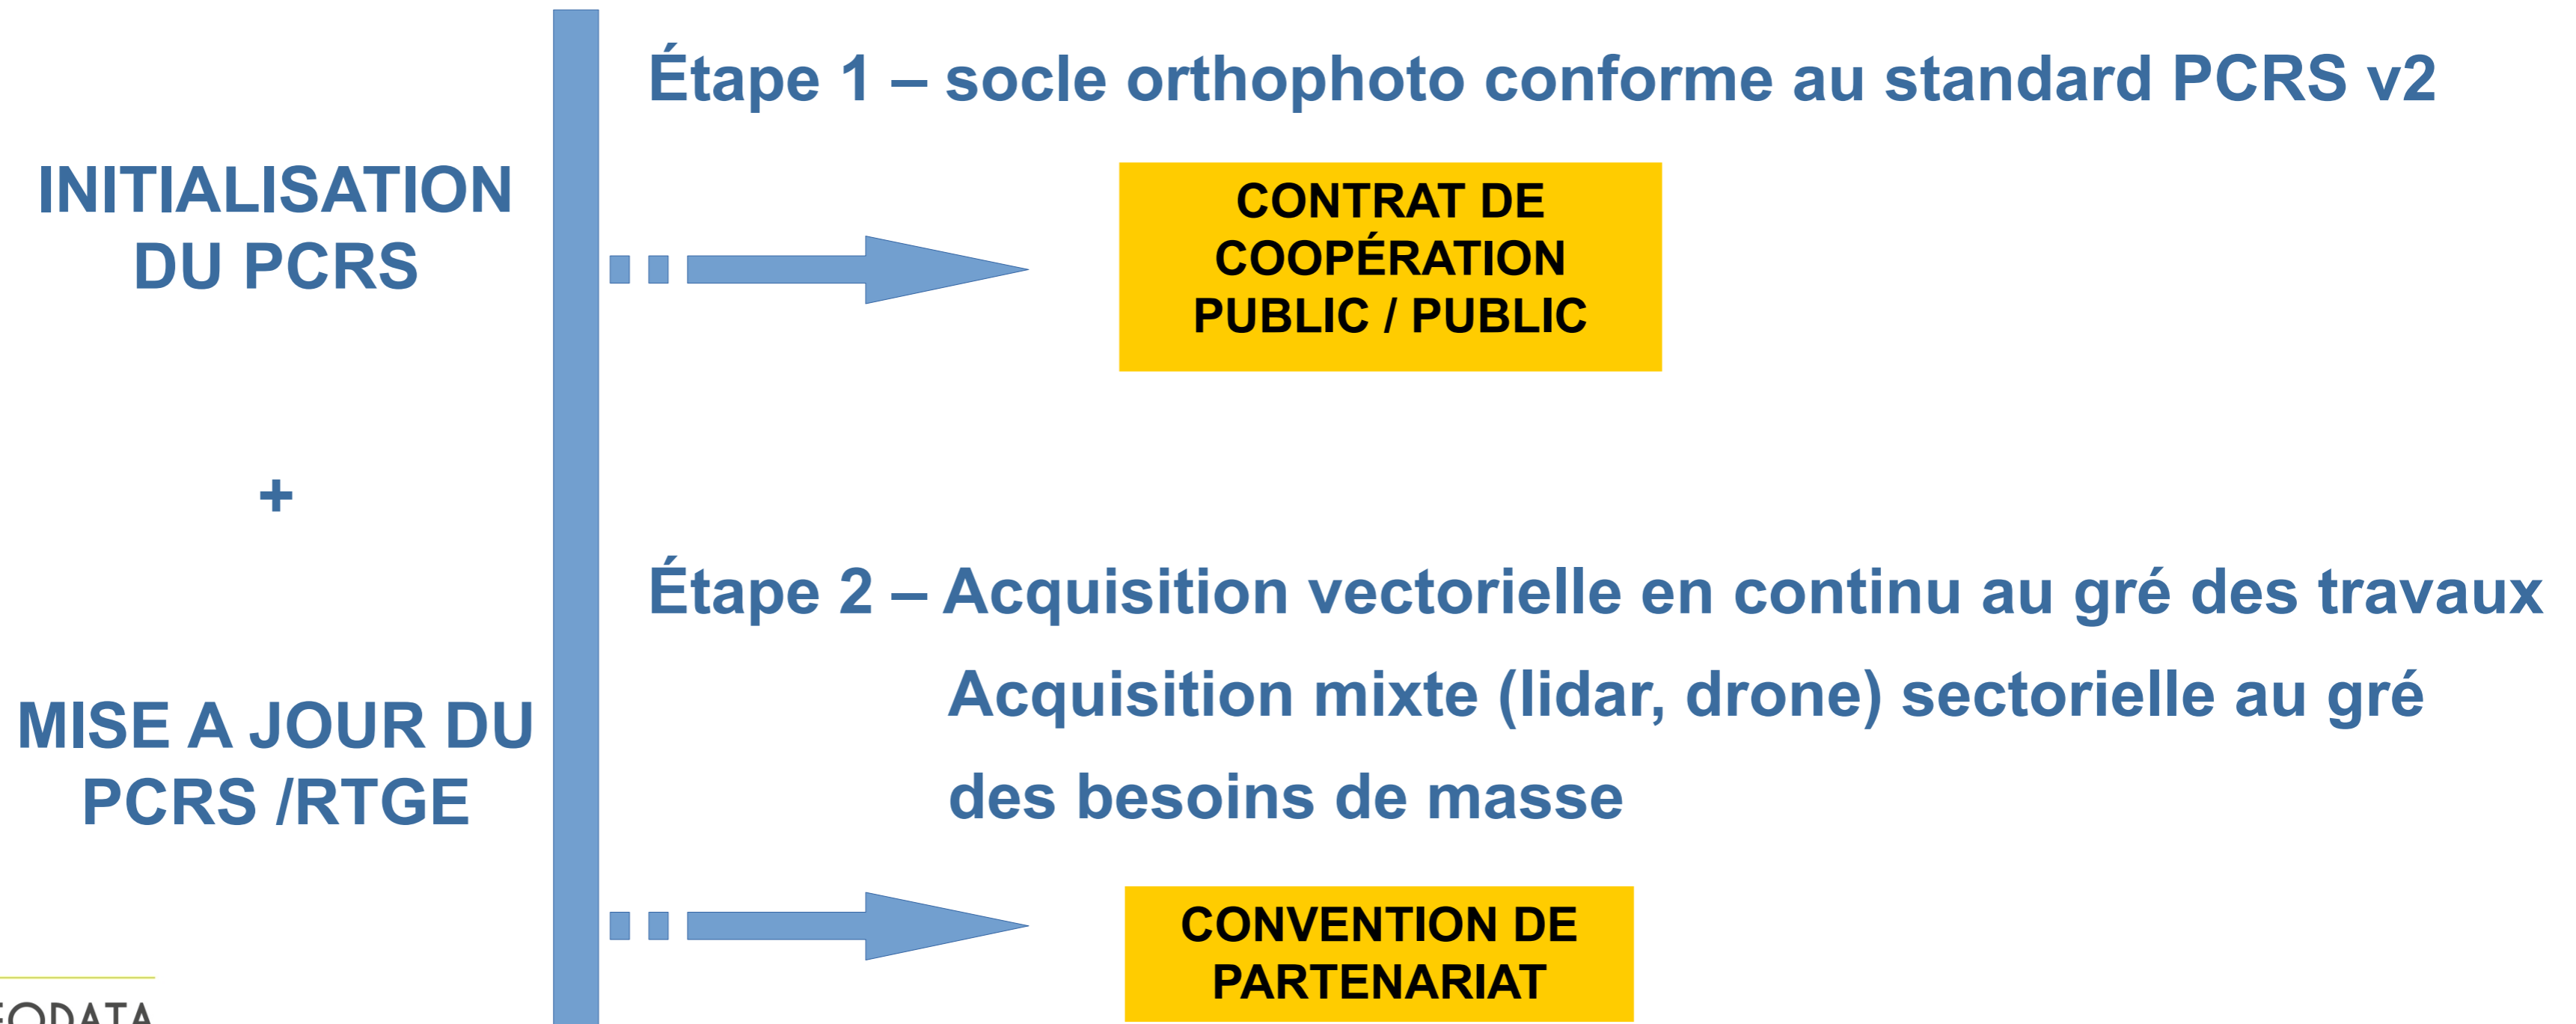 Étape 1 – socle orthophoto conforme au standard PCRS v2
INITIALISATION
DU PCRS
CONTRAT DE
COOPÉRATION
PUBLIC / PUBLIC
+
Étape 2 – Acquisition vectorielle en continu au gré des travaux
Acquisition mixte (lidar, drone) sectorielle au gré
des besoins de masse
MISE A JOUR DU
PCRS /RTGE
CONVENTION DE
PARTENARIAT